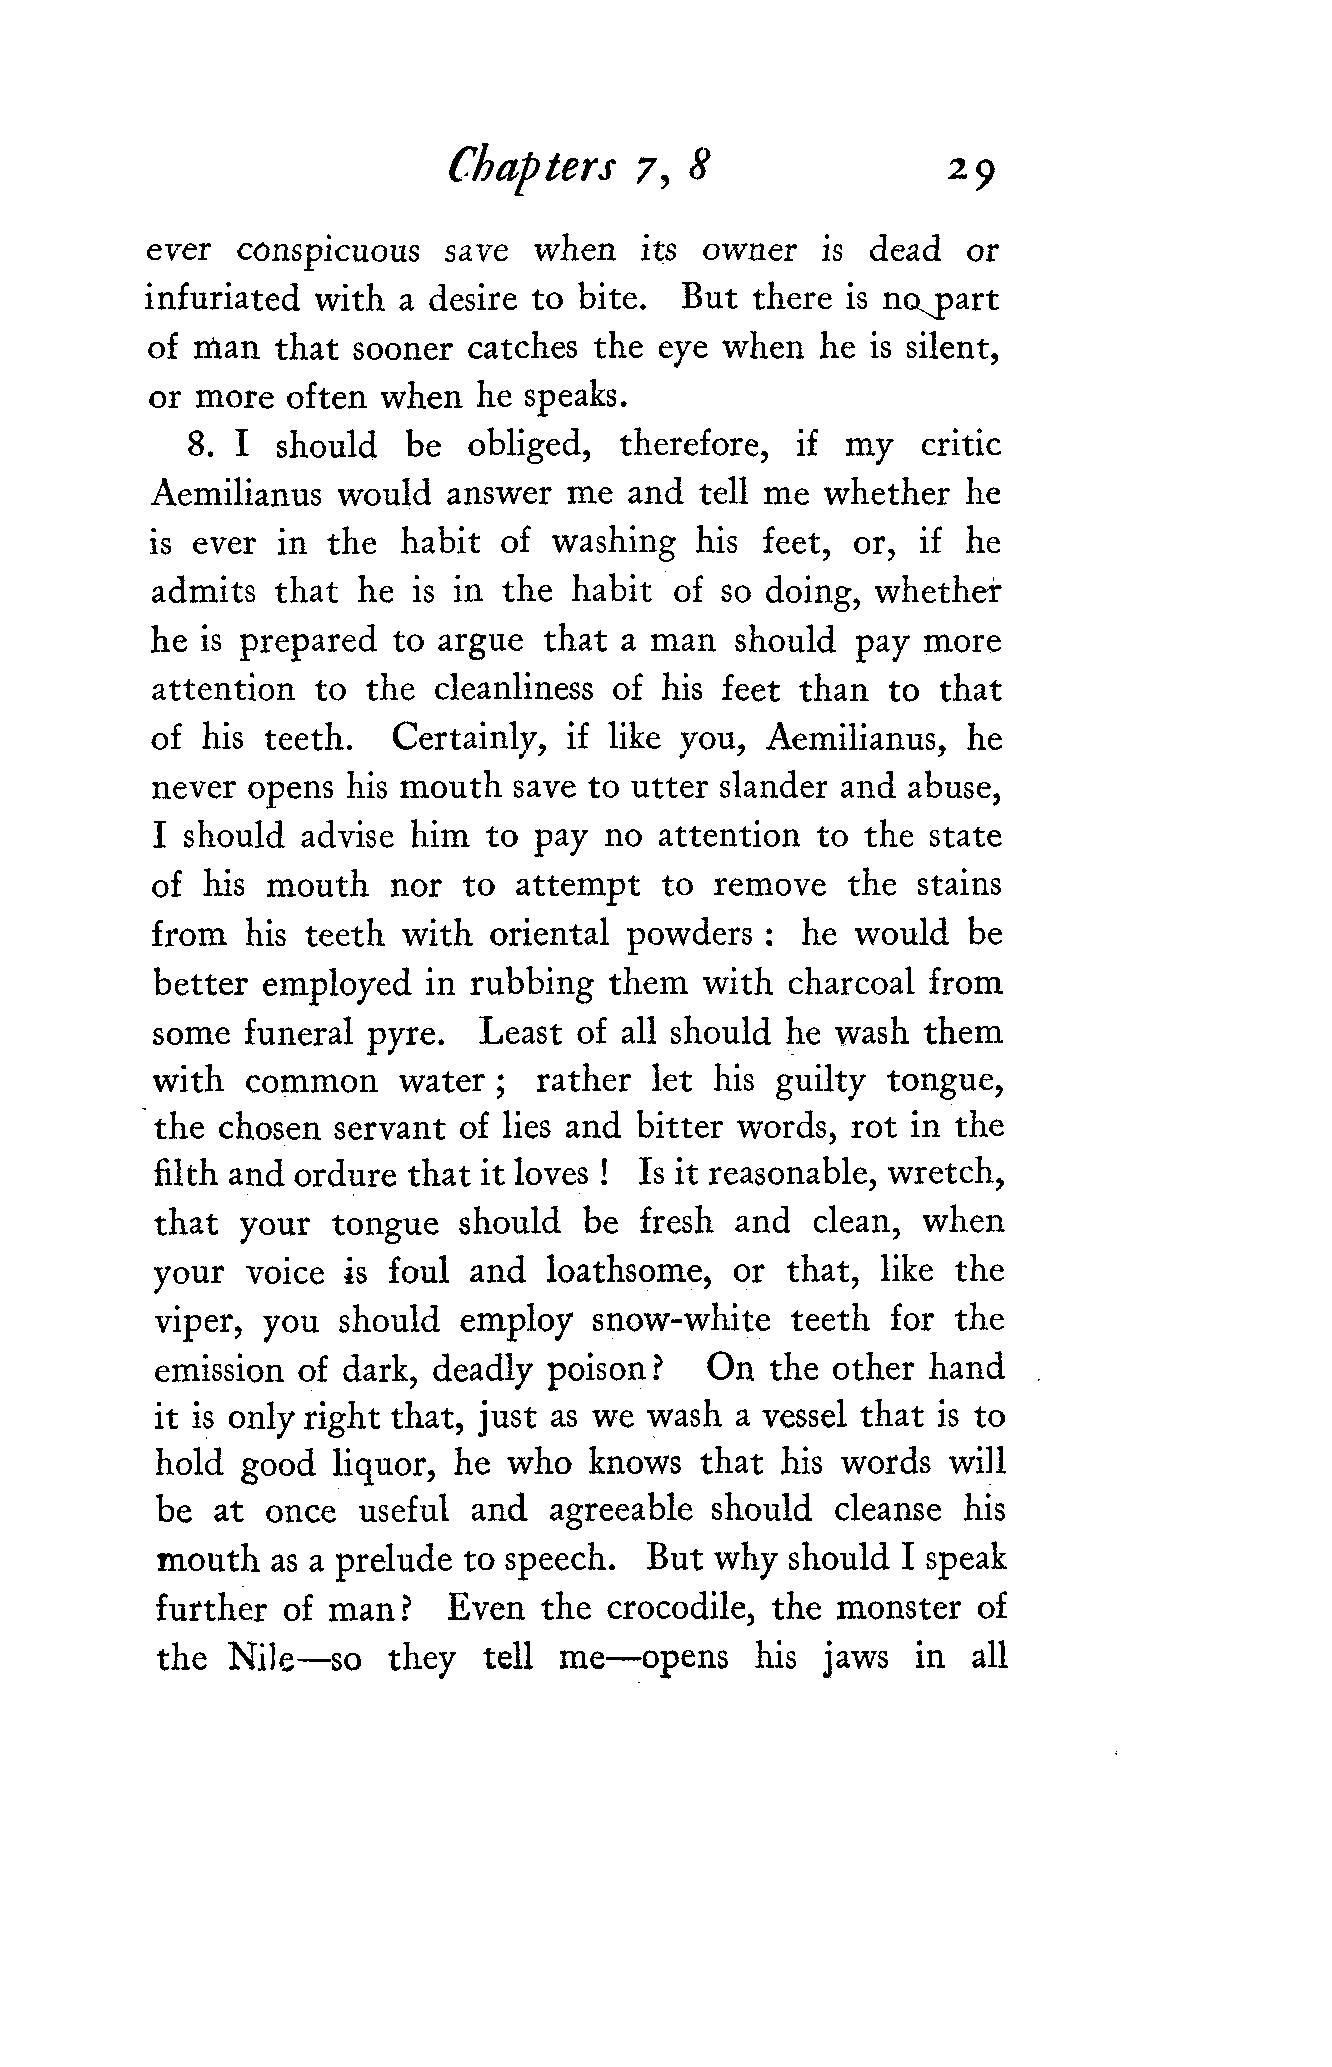 Chapters 7, 8 29
ever conspicuous save when its owner is dead or
infuriated with a desire to bite. But there is no part
of man that sooner catches the eye when he is silent,
or more often when he speaks.
8. I should be obliged, therefore, if my critic
Aemilianus would answer me and tell me whether he
is ever in the habit of washing his feet, or, if he
admits that he is in the habit of so doing, whether
he is prepared to argue that a man should pay more
attention to the cleanliness of his feet than to that
of his teeth. Certainly, if like you, Aemilianus, he
never opens his mouth save to utter slander and abuse,
I should advise him to pay no attention to the state
of his mouth nor to attempt to remove the stains
from his teeth with oriental powders : he would be
better employed in rubbing them with charcoal from
some funeral pyre. Least of all should he wash them
with common water ; rather let his guilty tongue,
the chosen servant of lies and bitter words, rot in the
filth and ordure that it loves ! Is it reasonable, wretch,
that your tongue should be fresh and clean, when
your voice is foul and loathsome, or that, like the
viper, you should employ snow-white teeth for the
emission of dark, deadly poison? On the other hand
it is only right that, just as we wash a vessel that is to
hold good liquor, he who knows that his words will
be at once useful and agreeable should cleanse his
mouth as a prelude to speech. But why should I speak
further of man? Even the crocodile, the monster of
the Nile—so they tell me—opens his jaws in all